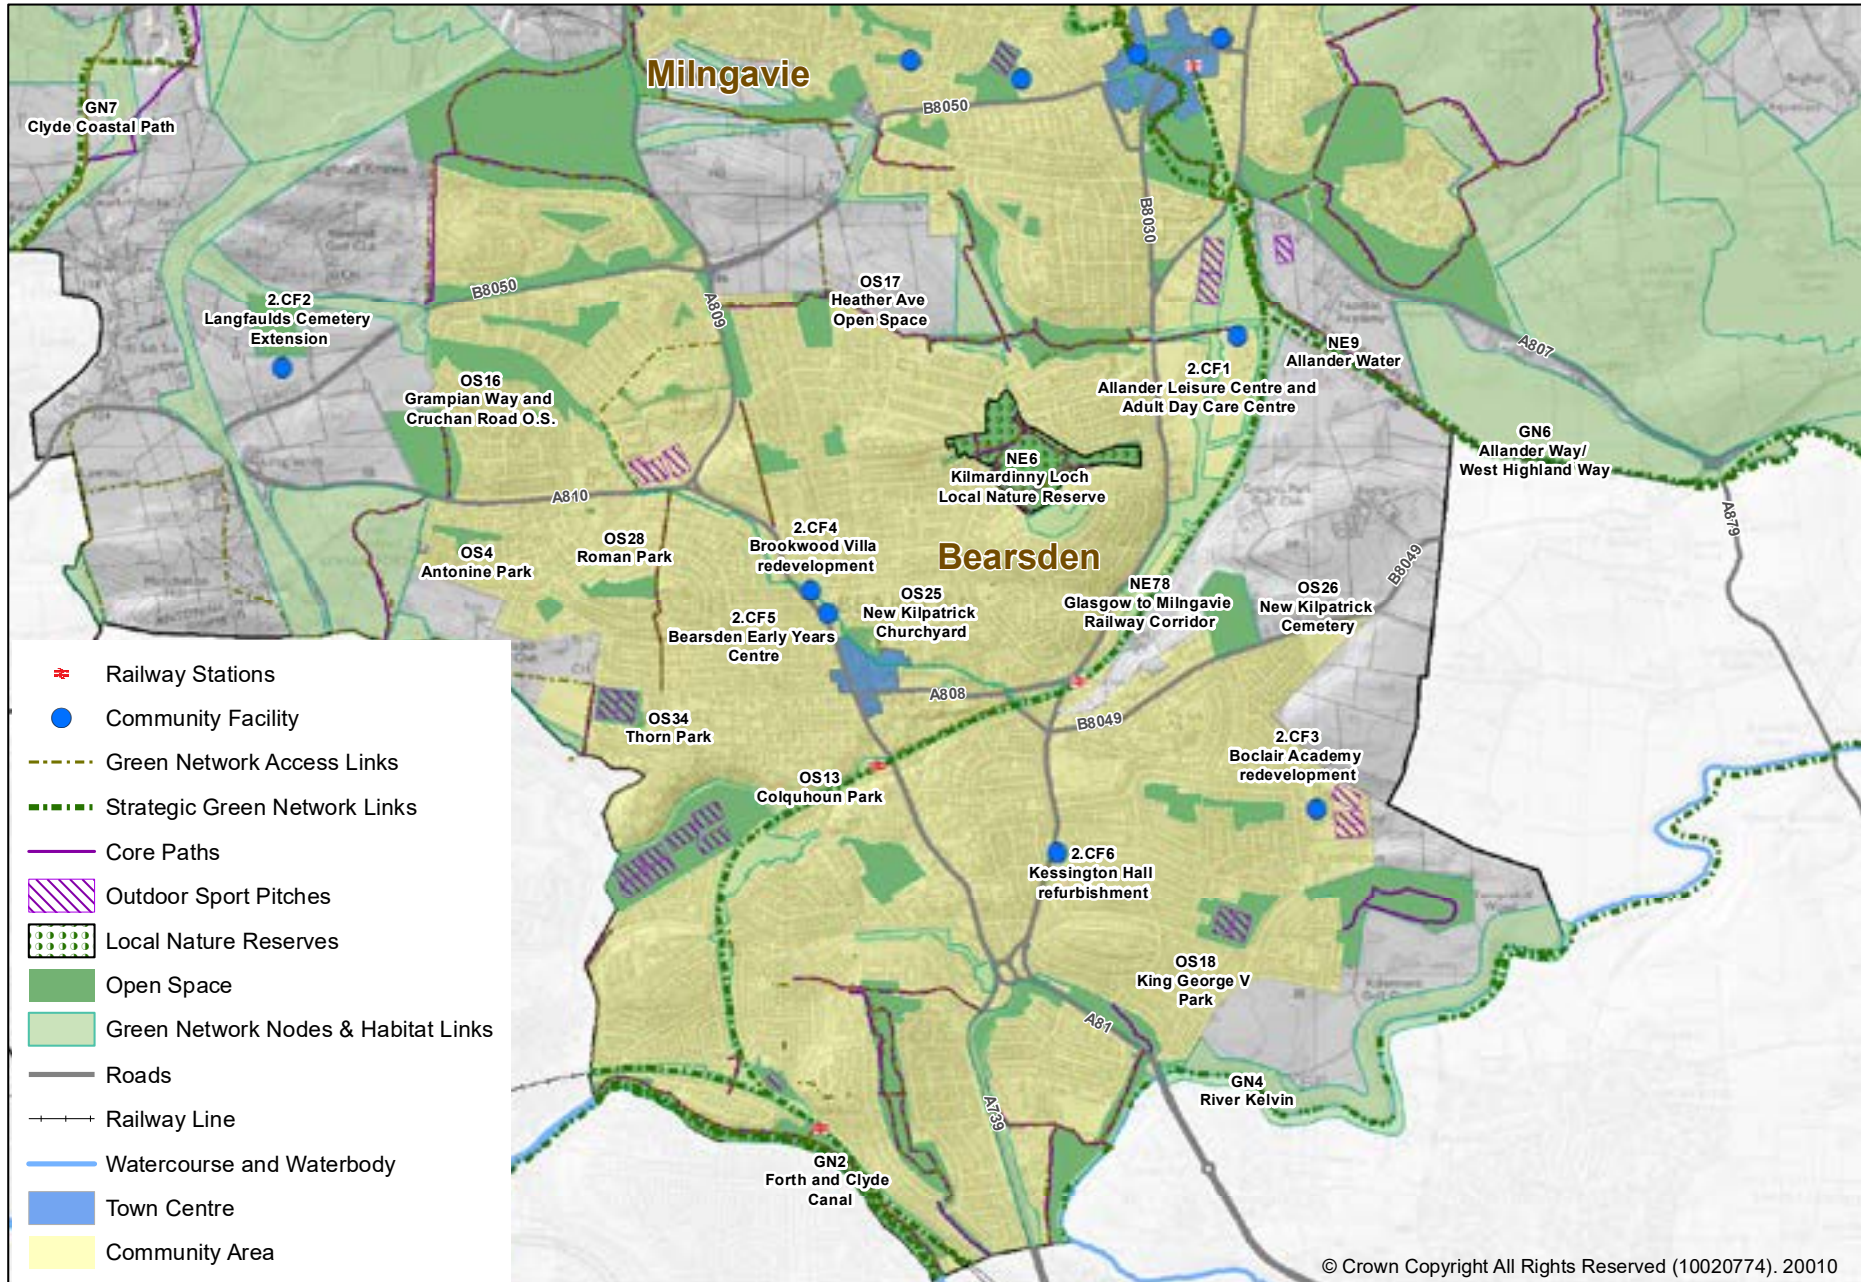 Milngavie
B8050
GN7
Clyde Coastal Path
B8030
2.CF2
Langfaulds Cemetery
Extension
B8050
A809
OS17
Heather Ave
Open Space
NE9
Allander Water
A807
OS16
Grampian Way and
Cruchan Road O.S.
2.CF1
Allander Leisure Centre and
Adult Day Care Centre
GN6
Allander Way/
West Highland Way
NE6
Kilmardinny Loch
Local Nature Reserve
A810
A879
OS4
Antonine Park
OS28
Roman Park
2.CF4
Brookwood Villa
redevelopment
Bearsden
B8049
2.CF5
Bearsden Early Years
Centre
OS25
New Kilpatrick
Churchyard
NE78
Glasgow to Milngavie
Railway Corridor
OS26
New Kilpatrick
Cemetery
A808
B8049
OS34
Thorn Park
OS13
Colquhoun Park
2.CF3
Boclair Academy
redevelopment
2.CF6
Kessington Hall
refurbishment
OS18
King George V
Park
A81
A739
GN4
River Kelvin
GN2
Forth and Clyde
Canal
Railway Stations
Community Facility
Green Network Access Links
Strategic Green Network Links
Core Paths
Outdoor Sport Pitches
Local Nature Reserves
Open Space
Green Network Nodes & Habitat Links
Roads
Railway Line
Watercourse and Waterbody
Town Centre
Community Area
© Crown Copyright All Rights Reserved (10020774). 20010